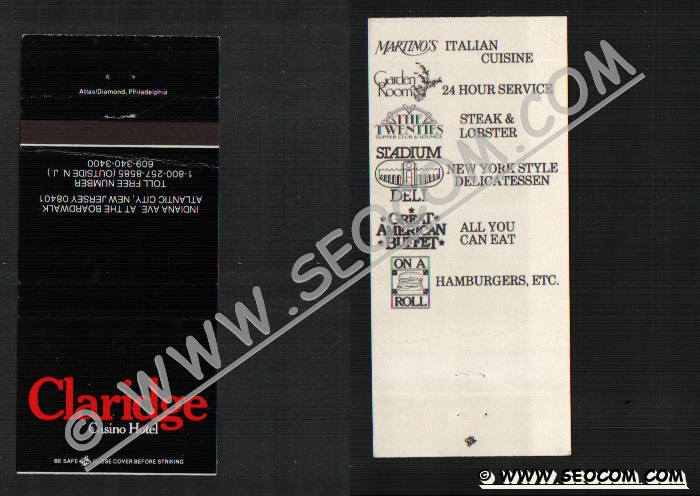 Atlas/Diamond, Philadelphia
INDIANA AVE AT THE BOARDWALK
ATLANTIC CITY, NEW JERSEY 08401
TOLL FREE NUMBER
1-800-257-8585 (OUTSIDE N.J.)
609-340-3400
Claridge
Casino Hotel
BE SAFE CLOSE COVER BEFORE STRIKING
MARTINO'S ITALIAN
CUISINE
Garden
Room 24 HOUR SERVICE
THE
TWENTIES
SUPPER CLUB & LOUNGE
STEAK &
LOBSTER
STADIUM
DELI
NEW YORK STYLE
DELICATESSEN
GREAT
AMERICAN
BUFFET
ALL YOU
CAN EAT
ON A
ROLL
HAMBURGERS, ETC.
© WWW.SEOCOM.COM
© WWW.SEOCOM.COM